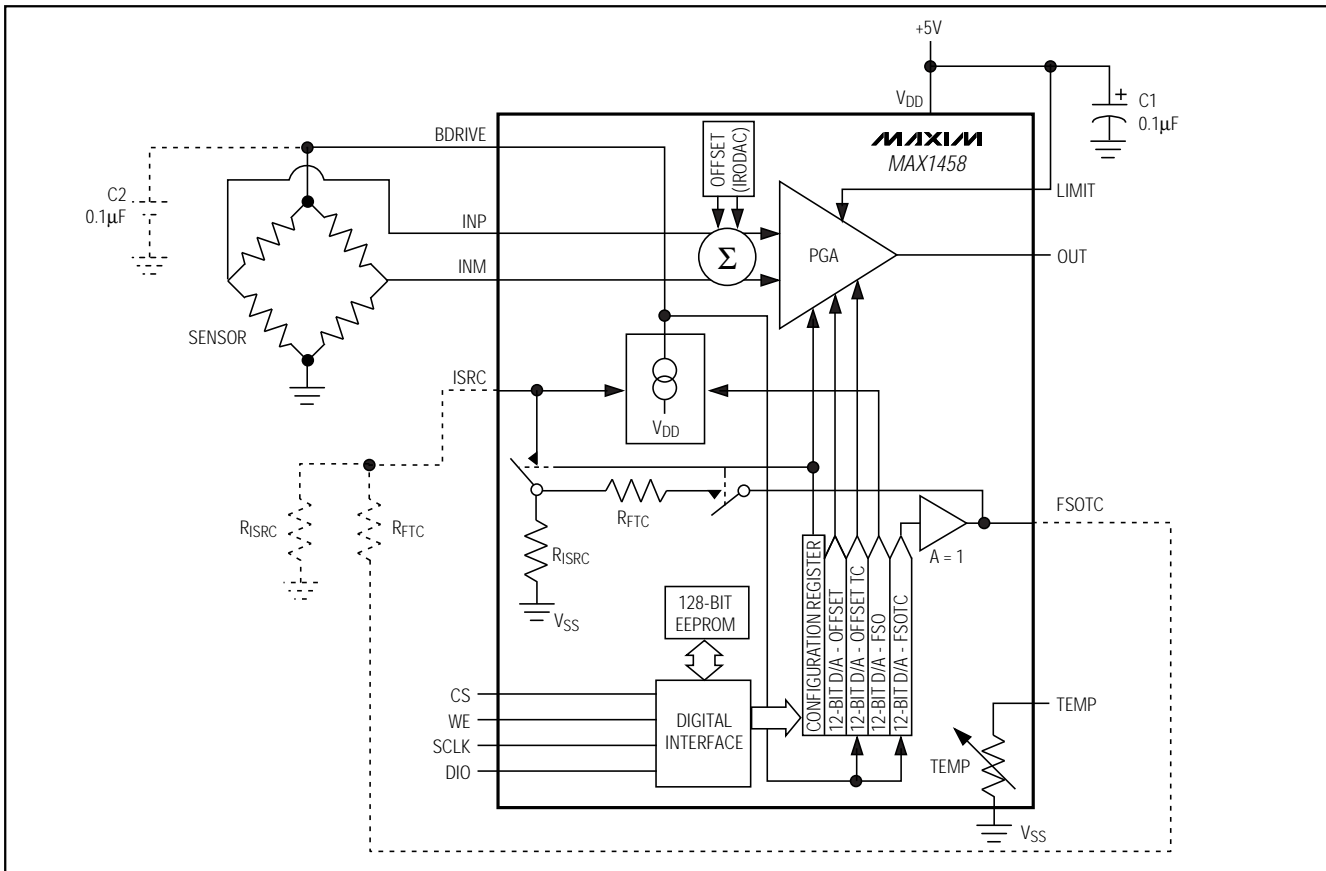 +5V
VDD
C1
0.1µF
MAXIM
MAX1458
BDRIVE
OFFSET
(IRODAC)
LIMIT
C2
0.1µF
INP
PGA
OUT
Σ
INM
SENSOR
ISRC
VDD
RISRC
RFTC
RFTC
FSOTC
RISRC
A = 1
VSS
128-BIT
EEPROM
CONFIGURATION REGISTER
12-BIT D/A - OFFSET
12-BIT D/A - OFFSET TC
12-BIT D/A - FSO
12-BIT D/A - FSOTC
CS
WE
SCLK
DIO
DIGITAL
INTERFACE
TEMP
TEMP
VSS